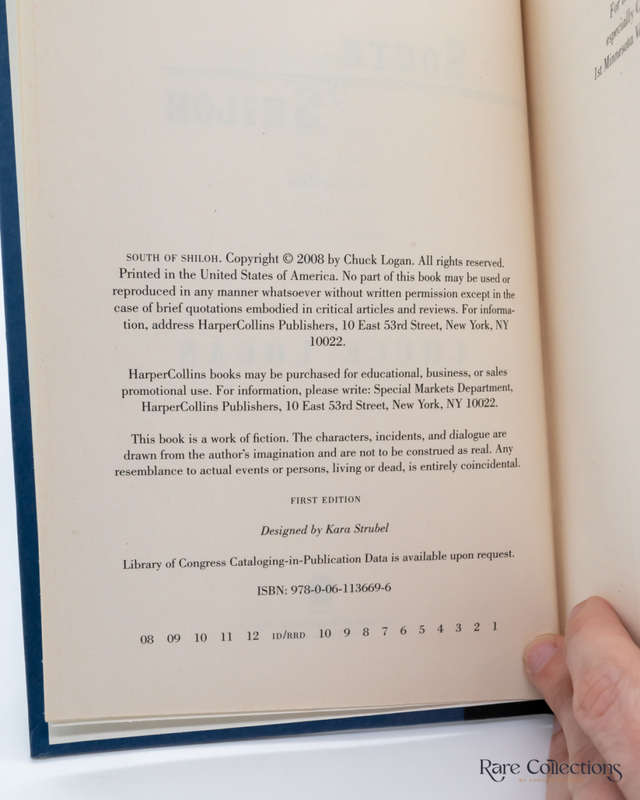 SOUTH OF SHILOH. Copyright © 2008 by Chuck Logan. All rights reserved.
Printed in the United States of America. No part of this book may be used or
reproduced in any manner whatsoever without written permission except in the
case of brief quotations embodied in critical articles and reviews. For informa-
tion, address HarperCollins Publishers, 10 East 53rd Street, New York, NY
10022.
HarperCollins books may be purchased for educational, business, or sales
promotional use. For information, please write: Special Markets Department,
HarperCollins Publishers, 10 East 53rd Street, New York, NY 10022.
This book is a work of fiction. The characters, incidents, and dialogue are
drawn from the author's imagination and are not to be construed as real. Any
resemblance to actual events or persons, living or dead, is entirely coincidental.
FIRST EDITION
Designed by Kara Strubel
Library of Congress Cataloging-in-Publication Data is available upon request.
ISBN: 978-0-06-113669-6
08 09 10 11 12 ID/RRD 10 9 8 7 6 5 4 3 2 1
For
especially
1st Minnesota
Rare Collections